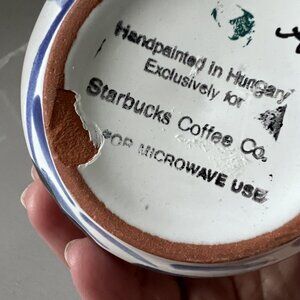 Handpainted in Hungary
Exclusively for
Starbucks Coffee Co.
FOR MICROWAVE USE